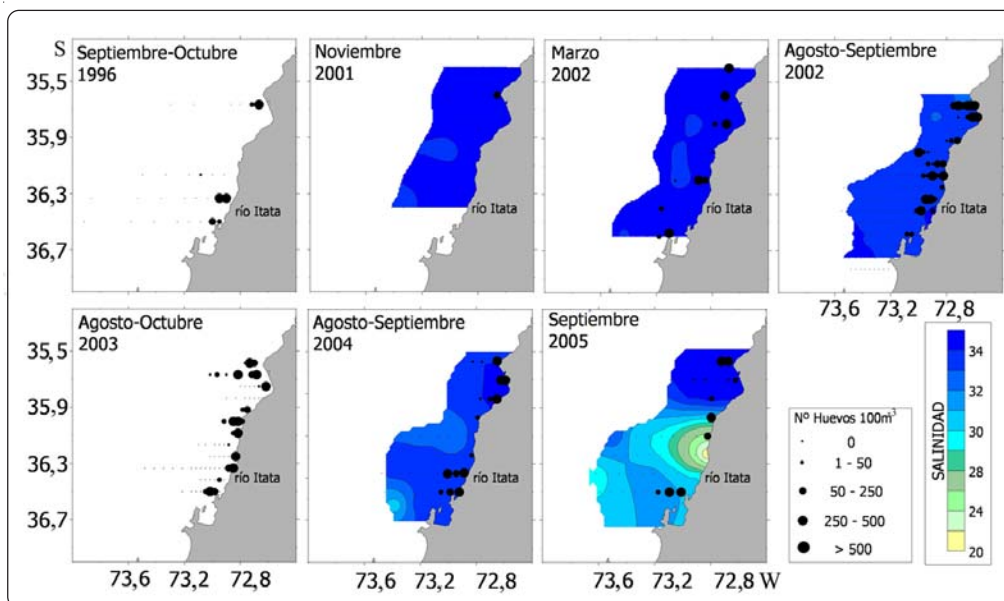 S
Septiembre-Octubre
1996
Noviembre
2001
Marzo
2002
Agosto-Septiembre
2002
35,5
35,9
36,3
36,7
río Itata
río Itata
río Itata
río Itata
73,6 73,2 72,8
Agosto-Octubre
2003
Agosto-Septiembre
2004
Septiembre
2005
35,5
35,9
36,3
36,7
río Itata
río Itata
río Itata
73,6 73,2 72,8
73,6 73,2 72,8
73,6 73,2 72,8 W
Nº Huevos 100m³
0
1 - 50
50 - 250
250 - 500
> 500
SALINIDAD
34
32
30
28
26
24
22
20